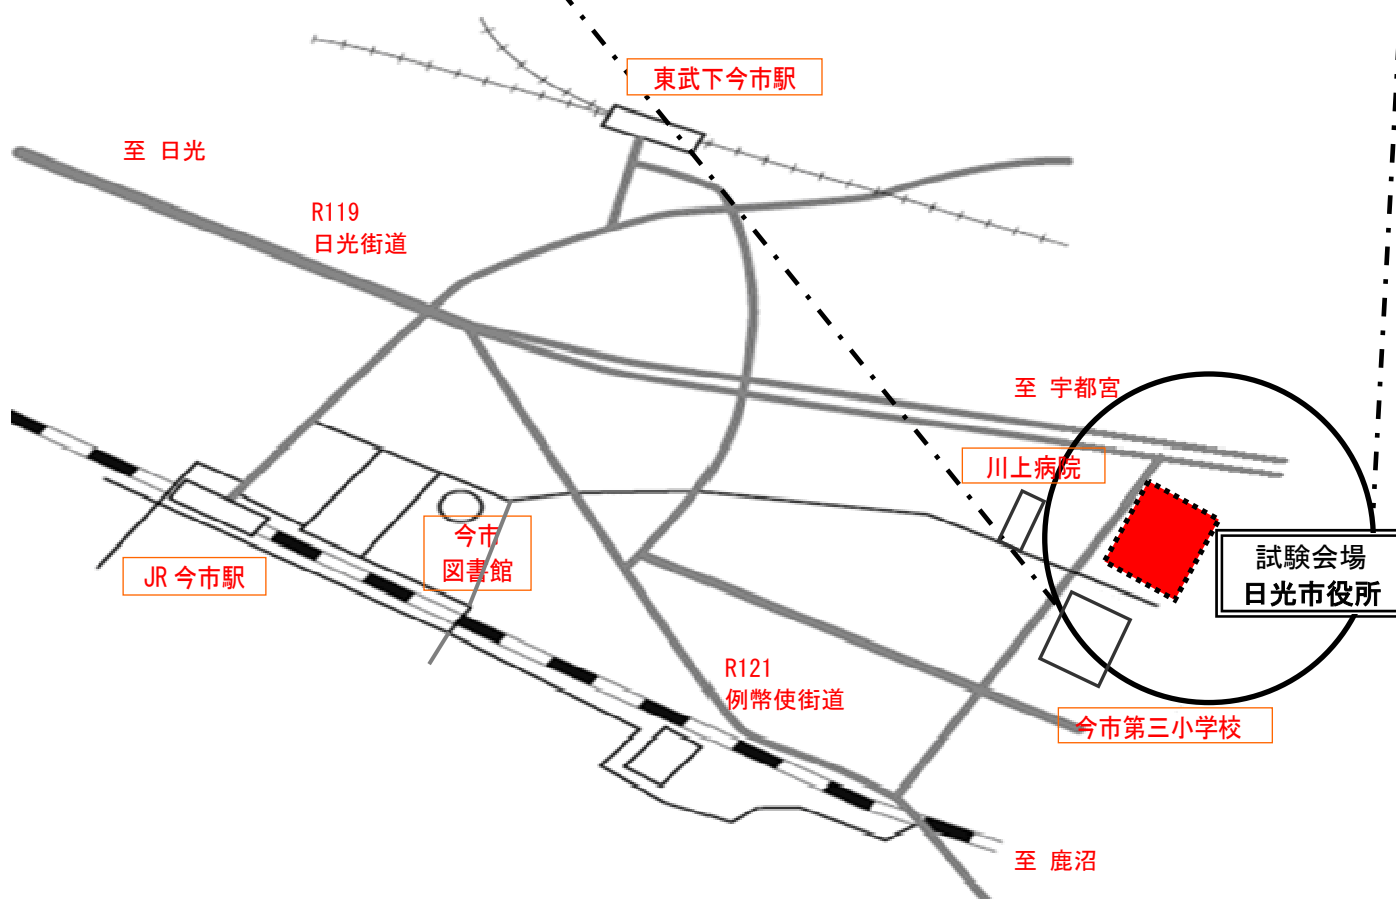 東武下今市駅
至 日光
R119
日光街道
至 宇都宮
川上病院
今市
図書館
JR 今市駅
試験会場
日光市役所
R121
例幣使街道
今市第三小学校
至 鹿沼